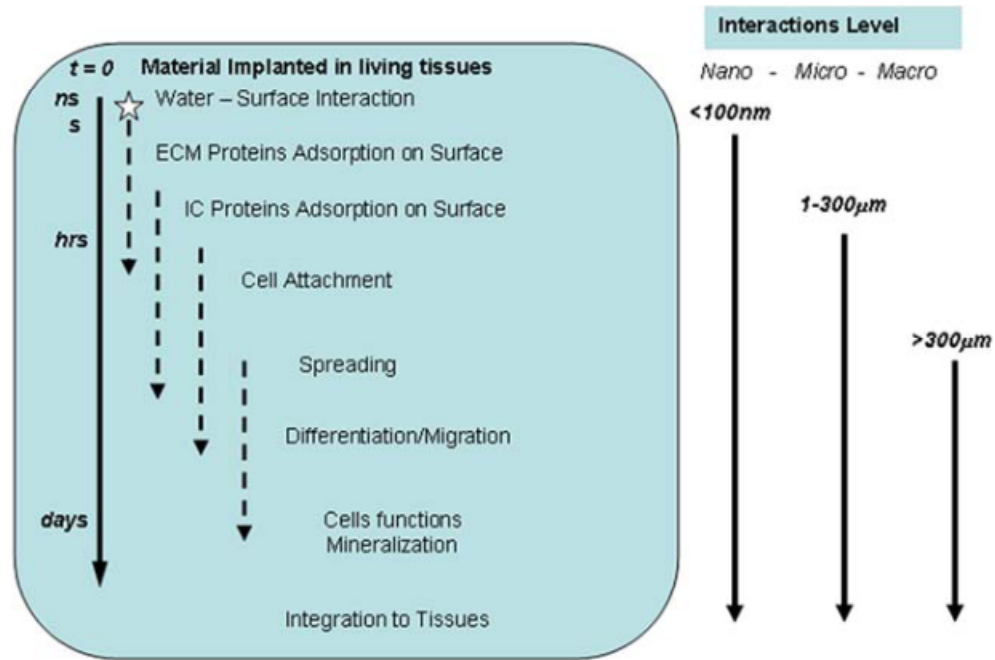 t = 0 Material Implanted in living tissues
ns Water – Surface Interaction
s
ECM Proteins Adsorption on Surface
IC Proteins Adsorption on Surface
hrs
Cell Attachment
Spreading
Differentiation/Migration
days Cells functions
Mineralization
Integration to Tissues
Interactions Level
Nano - Micro - Macro
<100nm
1-300µm
>300µm